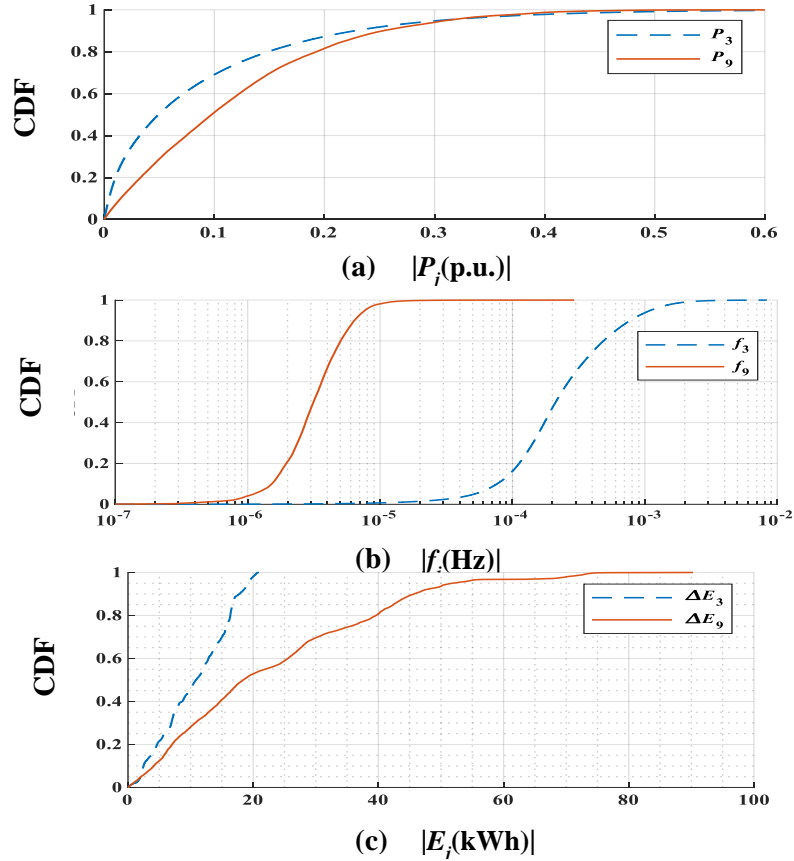 1
0.8
0.6
0.4
0.2
0
CDF
P3
P9
0 0.1 0.2 0.3 0.4 0.5 0.6
(a) |Pi(p.u.)|
1
0.8
0.6
0.4
0.2
0
CDF
f3
f9
10-7 10-6 10-5 10-4 10-3 10-2
(b) |fi(Hz)|
1
0.8
0.6
0.4
0.2
0
CDF
ΔE3
ΔE9
0 20 40 60 80 100
(c) |Ei(kWh)|